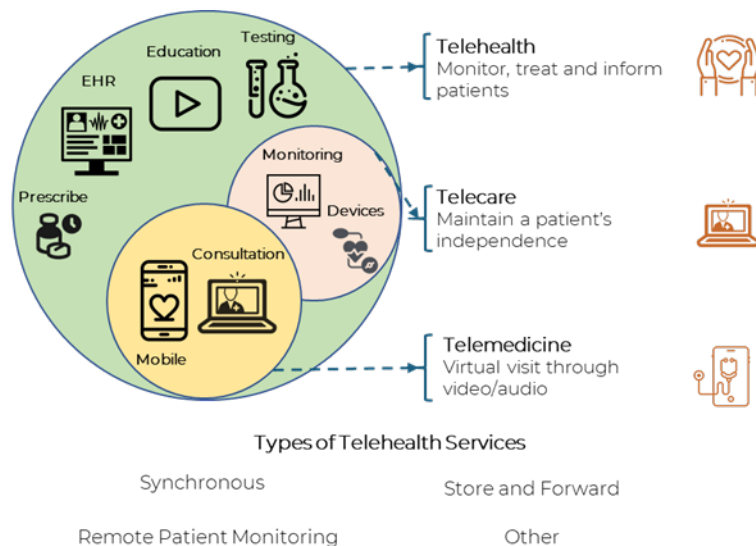 Testing
Education
EHR
Prescribe
Monitoring
Devices
Consultation
Mobile
Telehealth
Monitor, treat and inform
patients
Telecare
Maintain a patient's
independence
Telemedicine
Virtual visit through
video/audio
Types of Telehealth Services
Synchronous
Store and Forward
Remote Patient Monitoring
Other